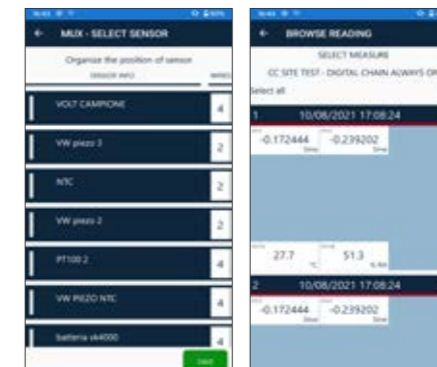 MUX - SELECT SENSOR
Organize the position of sensor
SENSOR INFO
WIRES
VOLT CAMPIONE
4
VW piezo 3
2
NTC
2
VW piezo 2
2
PT100 2
4
VW PIEZO NTC
4
batteria vk4000
4
BROWSE READING
SELECT MEASURE
CC SITE TEST - DIGITAL CHAIN ALWAYS ON
Select all
1 10/08/2021 17:08:24
-0.172444 -0.239202
27.7 51.3
°C
2 10/08/2021 17:08:24
-0.172444 -0.239202